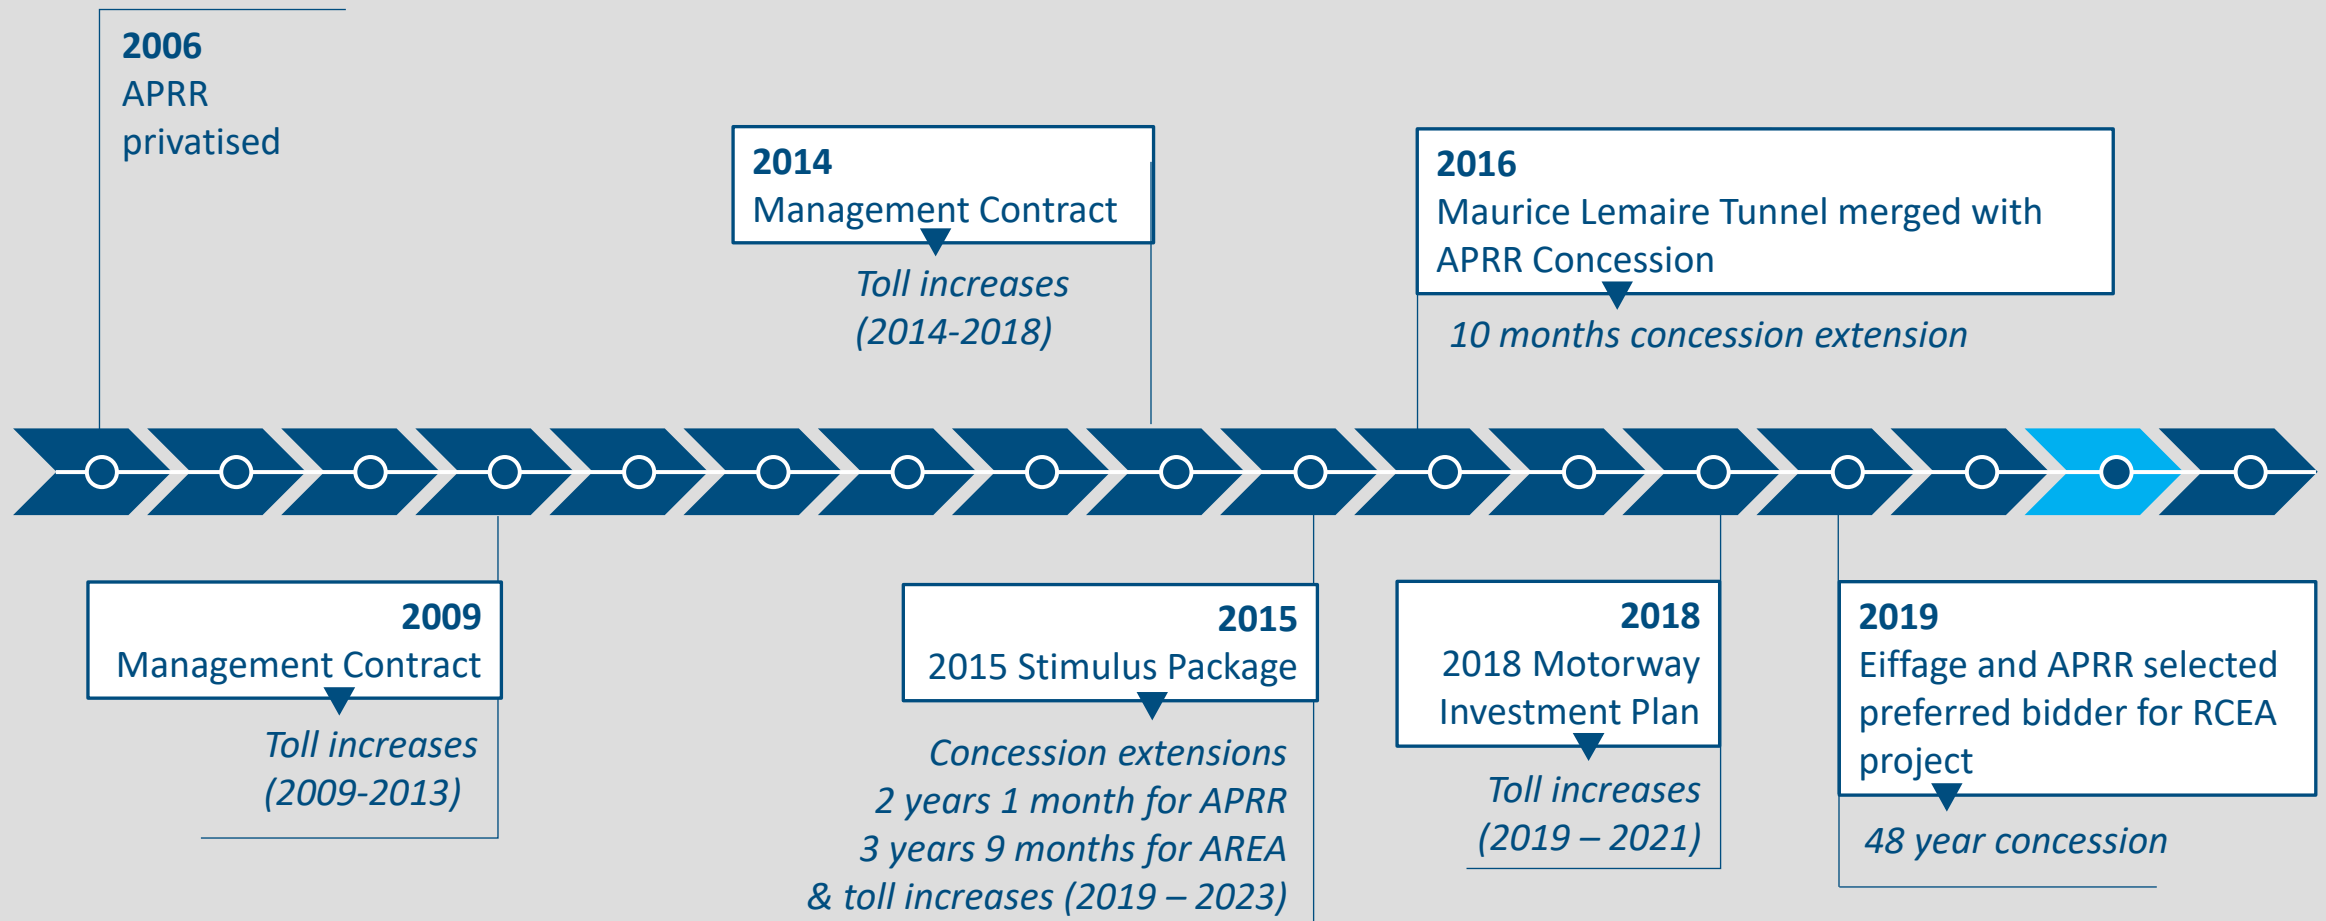 2006
APRR
privatised
2014
Management Contract
Toll increases
(2014-2018)
2016
Maurice Lemaire Tunnel merged with
APRR Concession
10 months concession extension
2009
Management Contract
Toll increases
(2009-2013)
2015
2015 Stimulus Package
Concession extensions
2 years 1 month for APRR
3 years 9 months for AREA
& toll increases (2019 – 2023)
2018
2018 Motorway
Investment Plan
Toll increases
(2019 – 2021)
2019
Eiffage and APRR selected
preferred bidder for RCEA
project
48 year concession